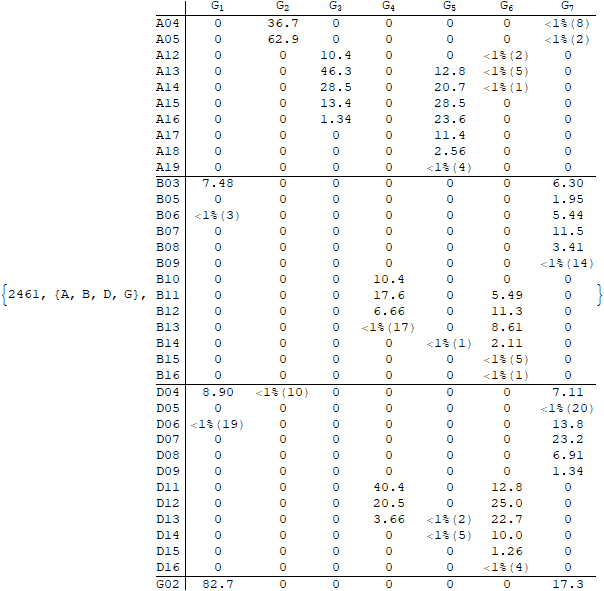 G₁ G₂ G₃ G₄ G₅ G₆ G₇
A04 0 36.7 0 0 0 0 <1%(8)
A05 0 62.9 0 0 0 0 <1%(2)
A12 0 0 10.4 0 0 <1%(2) 0
A13 0 0 46.3 0 12.8 <1%(5) 0
A14 0 0 28.5 0 20.7 <1%(1) 0
A15 0 0 13.4 0 28.5 0 0
A16 0 0 1.34 0 23.6 0 0
A17 0 0 0 0 11.4 0 0
A18 0 0 0 0 2.56 0 0
A19 0 0 0 0 <1%(4) 0 0
B03 7.48 0 0 0 0 0 6.30
B05 0 0 0 0 0 0 1.95
B06 <1%(3) 0 0 0 0 0 5.44
B07 0 0 0 0 0 0 11.5
B08 0 0 0 0 0 0 3.41
B09 0 0 0 0 0 0 <1%(14)
B10 0 0 0 10.4 0 0 0
{2461, {A, B, D, G}, B11 0 0 0 17.6 0 5.49 0 }
B12 0 0 0 6.66 0 11.3 0
B13 0 0 0 <1%(17) 0 8.61 0
B14 0 0 0 0 <1%(1) 2.11 0
B15 0 0 0 0 0 <1%(5) 0
B16 0 0 0 0 0 <1%(1) 0
D04 8.90 <1%(10) 0 0 0 0 7.11
D05 0 0 0 0 0 0 <1%(20)
D06 <1%(19) 0 0 0 0 0 13.8
D07 0 0 0 0 0 0 23.2
D08 0 0 0 0 0 0 6.91
D09 0 0 0 0 0 0 1.34
D11 0 0 0 40.4 0 12.8 0
D12 0 0 0 20.5 0 25.0 0
D13 0 0 0 3.66 <1%(2) 22.7 0
D14 0 0 0 0 <1%(5) 10.0 0
D15 0 0 0 0 0 1.26 0
D16 0 0 0 0 0 <1%(4) 0
G02 82.7 0 0 0 0 0 17.3